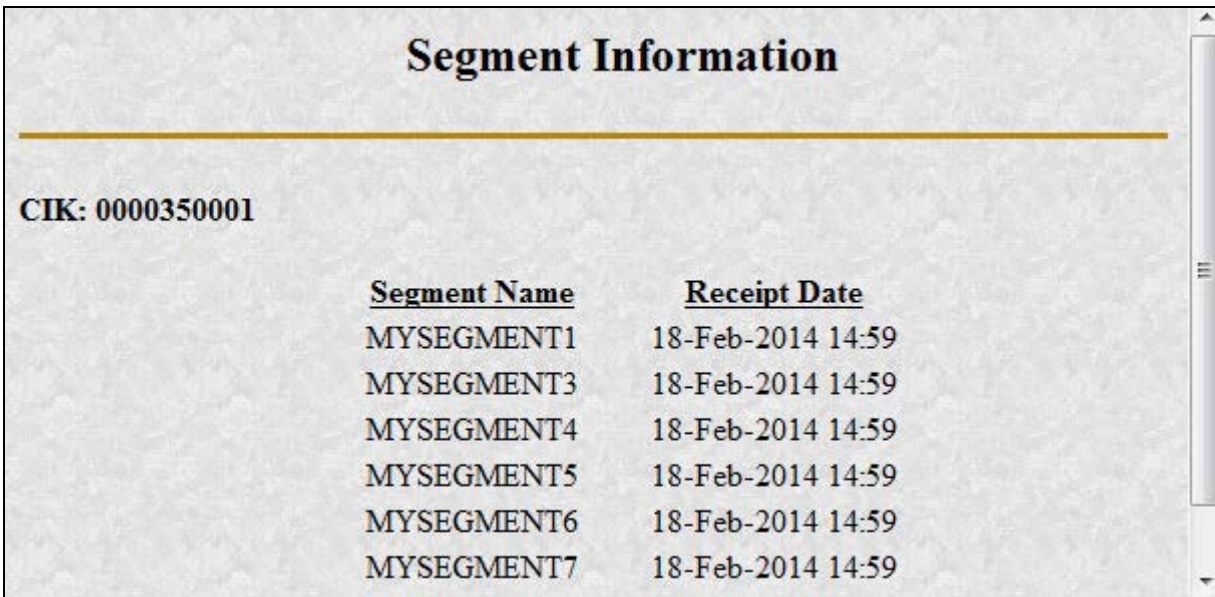 Segment Information
CIK: 0000350001
Segment Name Receipt Date
MYSEGMENT1 18-Feb-2014 14:59
MYSEGMENT3 18-Feb-2014 14:59
MYSEGMENT4 18-Feb-2014 14:59
MYSEGMENT5 18-Feb-2014 14:59
MYSEGMENT6 18-Feb-2014 14:59
MYSEGMENT7 18-Feb-2014 14:59